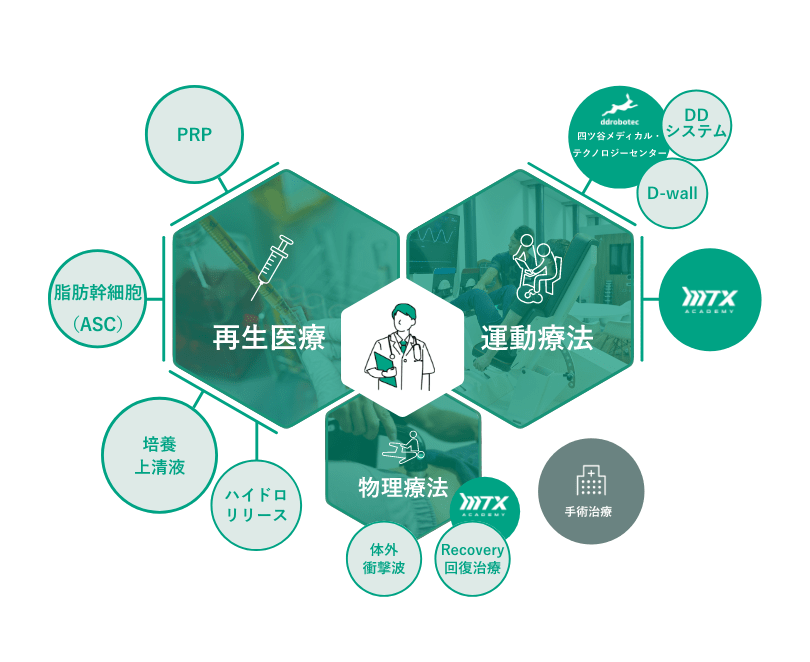 PRP
脂肪幹細胞
（ASC）
培養
上清液
ハイドロ
リリース
再生医療
ddrobotec
四ツ谷メディカル・
テクノロジーセンター
DD
システム
D-wall
運動療法
MTX
ACADEMY
物理療法
MTX
ACADEMY
体外
衝撃波
Recovery
回復治療
手術治療